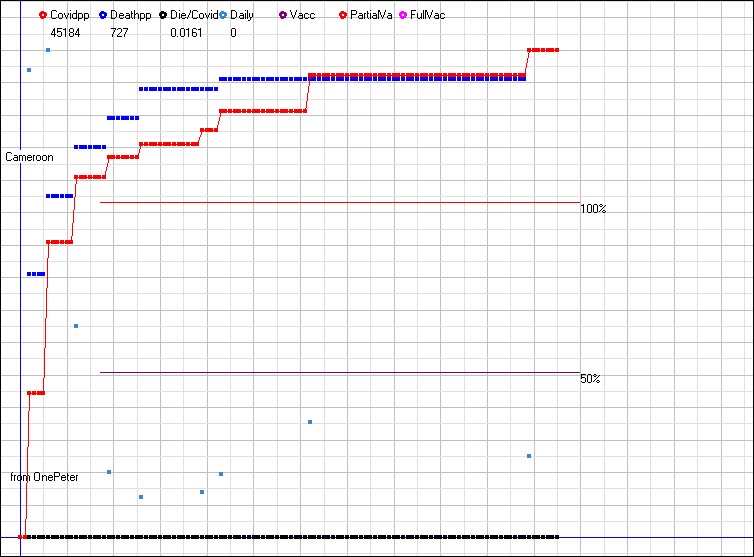 Covidpp Deathpp Die/Covid Daily Vacc PartialVa FullVac
45184 727 0.0161 0
Cameroon
100%
50%
from OnePeter